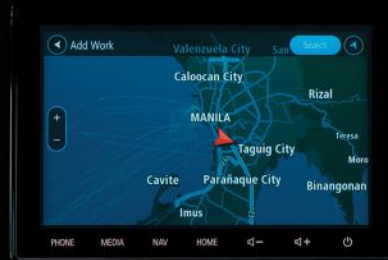 Add Work
Valenzuela City San Search
Caloocan City
Rizal
MANILA
Teresa
Taguig City
Moro
Cavite Parañaque City Binangonan
Imus
PHONE MEDIA NAV HOME - +